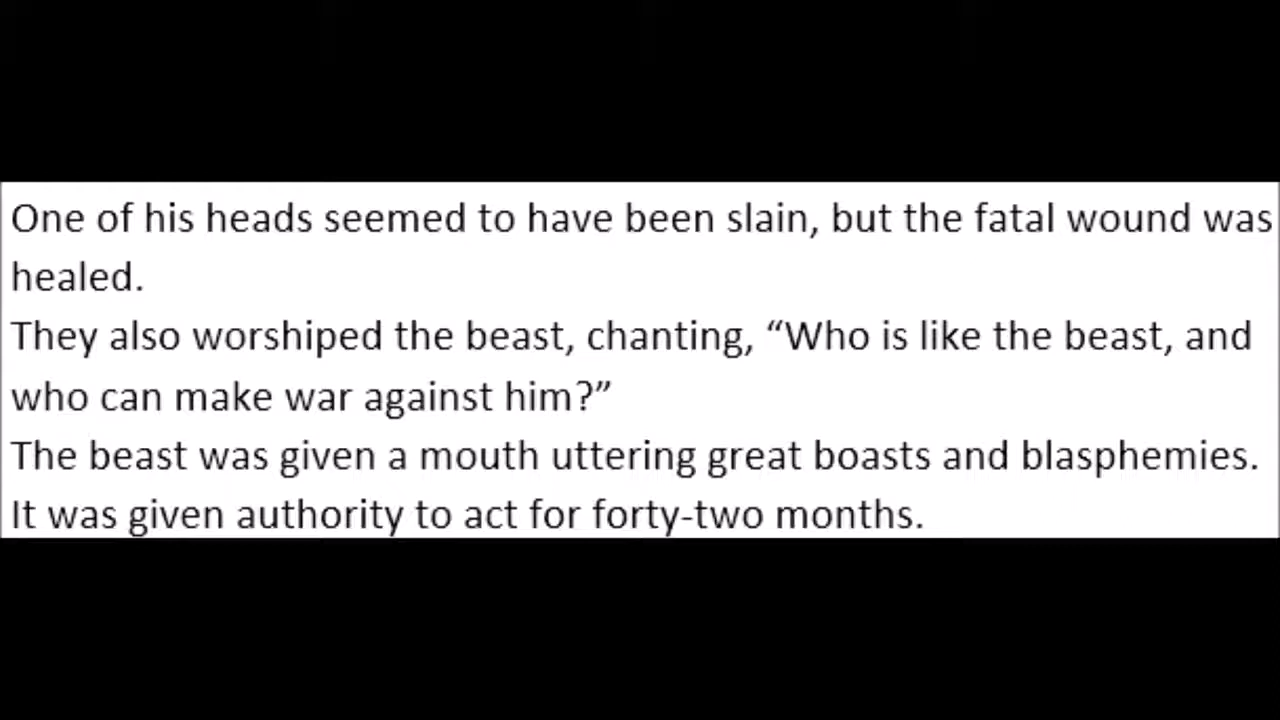 One of his heads seemed to have been slain, but the fatal wound was
healed.
They also worshiped the beast, chanting, “Who is like the beast, and
who can make war against him?”
The beast was given a mouth uttering great boasts and blasphemies.
It was given authority to act for forty-two months.